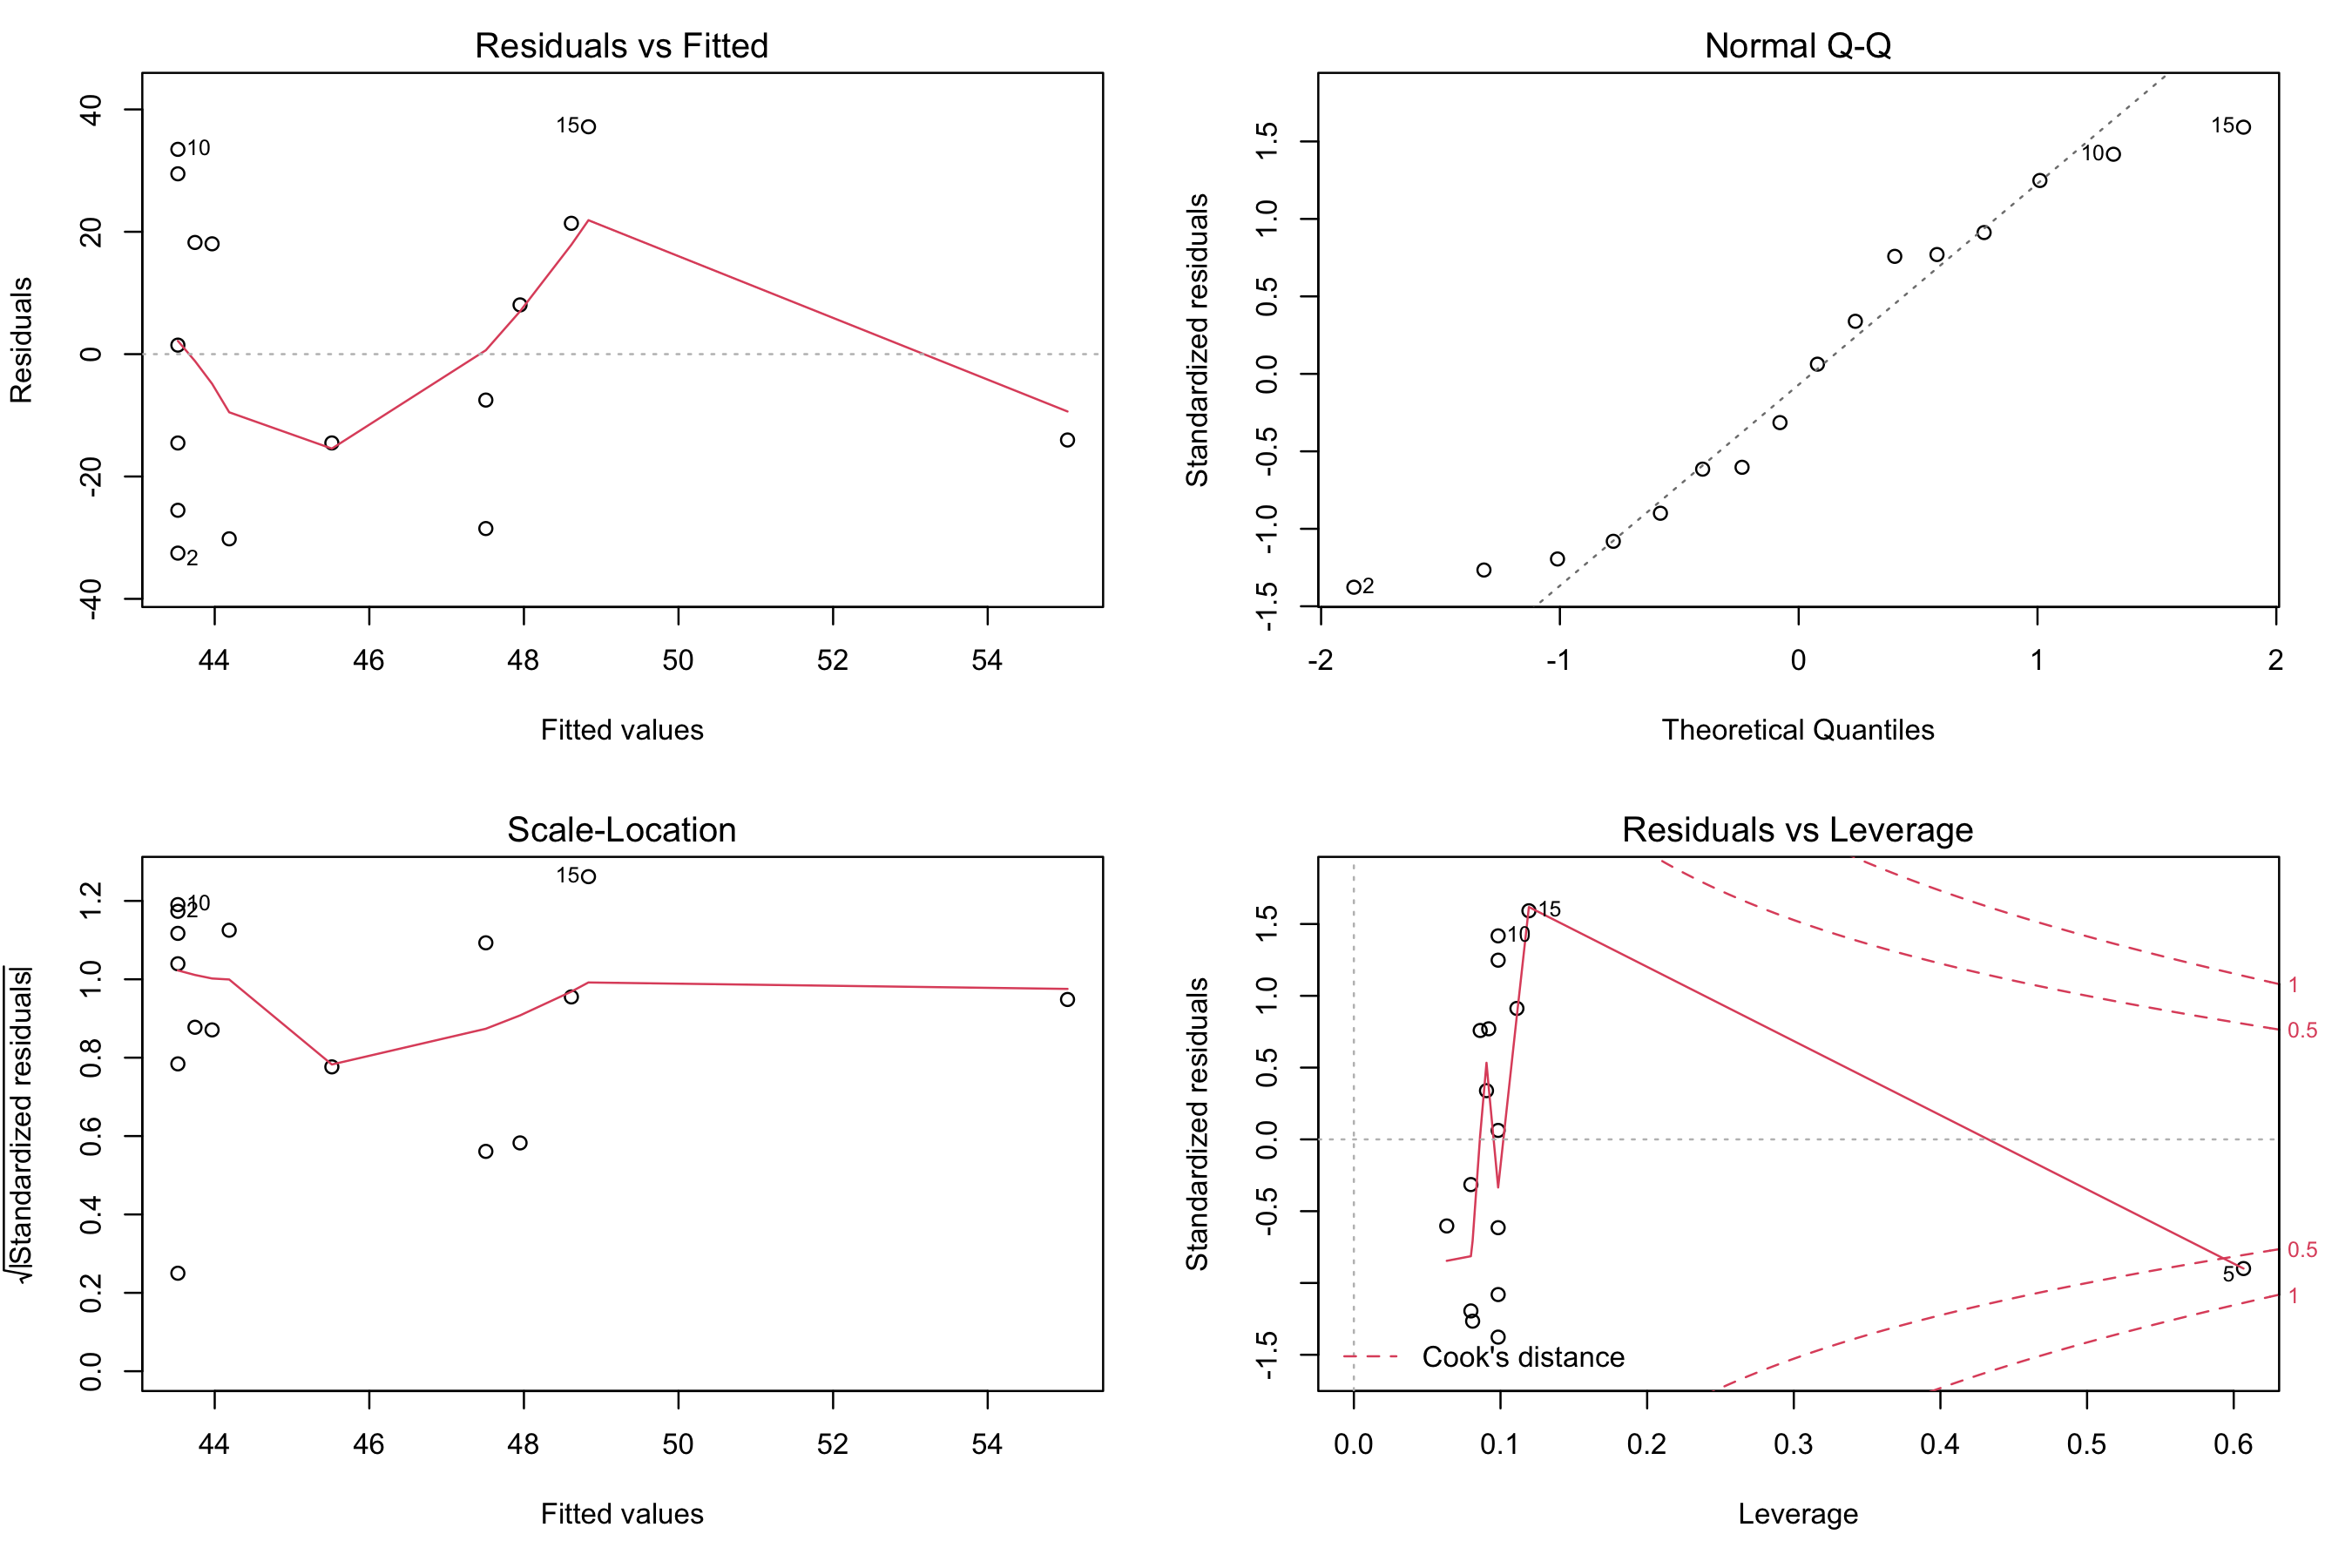 Residuals vs Fitted
Residuals
40
20
0
-20
-40
10
15
2
44 46 48 50 52 54
Fitted values
Normal Q-Q
Standardized residuals
1.5
1.0
0.5
0.0
-0.5
-1.0
-1.5
15
10
2
-2 -1 0 1 2
Theoretical Quantiles
Scale-Location
√|Standardized residuals|
1.2
1.0
0.8
0.6
0.4
0.2
0.0
15
10
2
44 46 48 50 52 54
Fitted values
Residuals vs Leverage
Standardized residuals
1.5
1.0
0.5
0.0
-0.5
-1.5
15
10
5
1
0.5
0.5
1
Cook's distance
0.0 0.1 0.2 0.3 0.4 0.5 0.6
Leverage